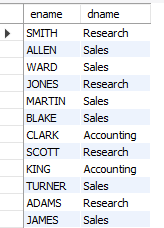 ename dname
SMITH Research
ALLEN Sales
WARD Sales
JONES Research
MARTIN Sales
BLAKE Sales
CLARK Accounting
SCOTT Research
KING Accounting
TURNER Sales
ADAMS Research
JAMES Sales